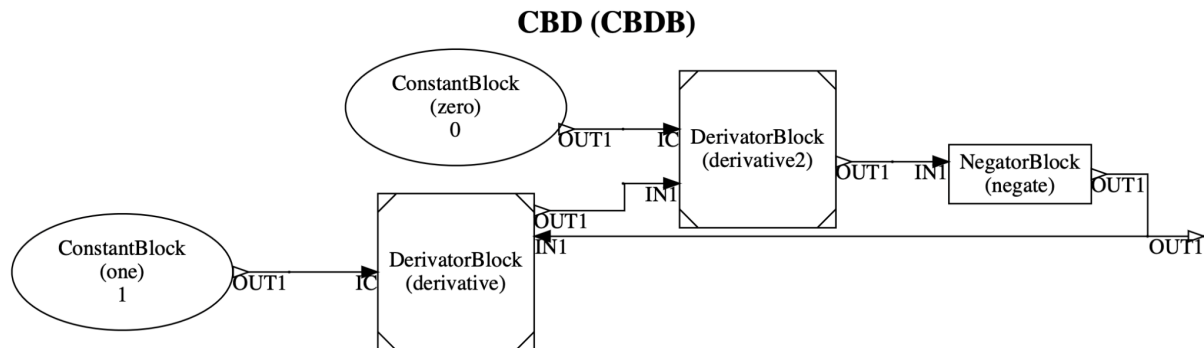 CBD (CBDB)
ConstantBlock
(zero)
0
OUT1
IC
DerivatorBlock
(derivative2)
IN1
OUT1
IN1
NegatorBlock
(negate)
OUT1
OUT1
IN1
OUT1
ConstantBlock
(one)
1
OUT1
IC
DerivatorBlock
(derivative)